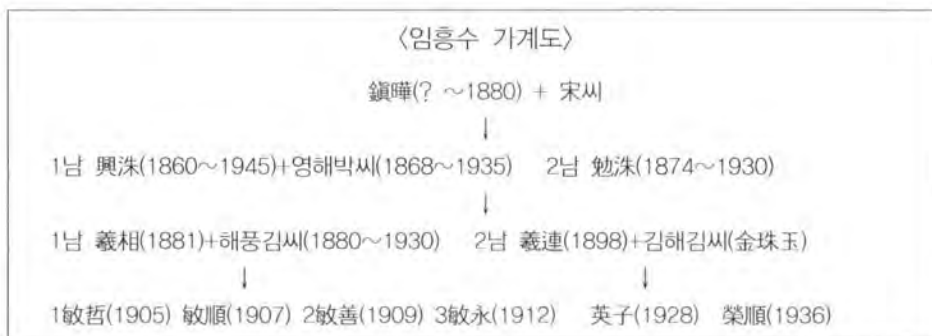 〈임흥수 가계도〉
鎭曄(? ~1880) + 宋씨
↓
1남 興洙(1860~1945)+영해박씨(1868~1935) 2남 勉洙(1874~1930)
↓
1남 羲相(1881)+해풍김씨(1880~1930) 2남 羲連(1898)+김해김씨(金珠玉)
↓ ↓
1敏哲(1905) 敏順(1907) 2敏善(1909) 3敏永(1912) 英子(1928) 榮順(1936)